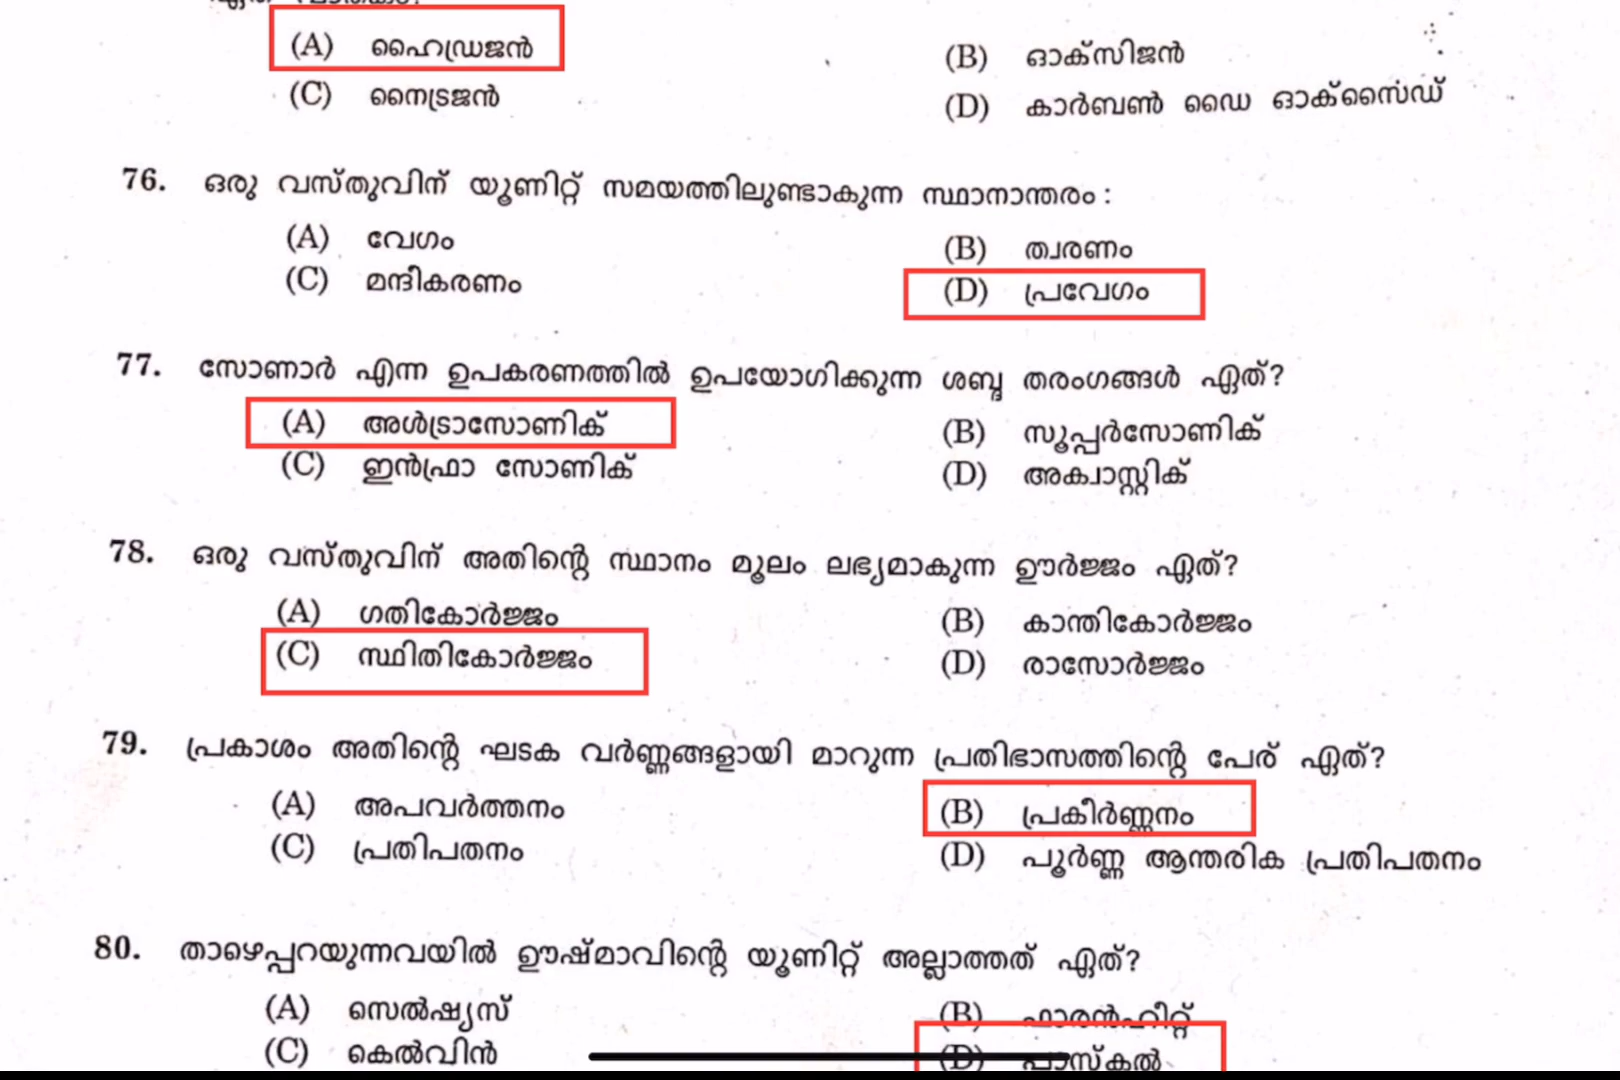 (A) ഹൈഡ്രജൻ (B) ഓക്സിജൻ
(C) നൈട്രജൻ (D) കാർബൺ ഡൈ ഓക്സൈഡ്
76. ഒരു വസ്തുവിന് യൂണിറ്റ് സമയത്തിലുണ്ടാകുന്ന സ്ഥാനാന്തരം :
(A) വേഗം (B) ത്വരണം
(C) മന്ദീകരണം (D) പ്രവേഗം
77. സോണാർ എന്ന ഉപകരണത്തിൽ ഉപയോഗിക്കുന്ന ശബ്ദ തരംഗങ്ങൾ ഏത്?
(A) അൾട്രാസോണിക് (B) സൂപ്പർസോണിക്
(C) ഇൻഫ്രാ സോണിക് (D) അക്വാസ്റ്റിക്
78. ഒരു വസ്തുവിന് അതിന്റെ സ്ഥാനം മൂലം ലഭ്യമാകുന്ന ഊർജ്ജം ഏത്?
(A) ഗതികോർജ്ജം (B) കാന്തികോർജ്ജം
(C) സ്ഥിതികോർജ്ജം (D) രാസോർജ്ജം
79. പ്രകാശം അതിന്റെ ഘടക വർണ്ണങ്ങളായി മാറുന്ന പ്രതിഭാസത്തിന്റെ പേര് ഏത്?
(A) അപവർത്തനം (B) പ്രകീർണ്ണനം
(C) പ്രതിപതനം (D) പൂർണ്ണ ആന്തരിക പ്രതിപതനം
80. താഴെപ്പറയുന്നവയിൽ ഊഷ്മാവിന്റെ യൂണിറ്റ് അല്ലാത്തത് ഏത്?
(A) സെൽഷ്യസ് (B) ഫാരൻഹീറ്റ്
(C) കെൽവിൻ (D) പാസ്കൽ